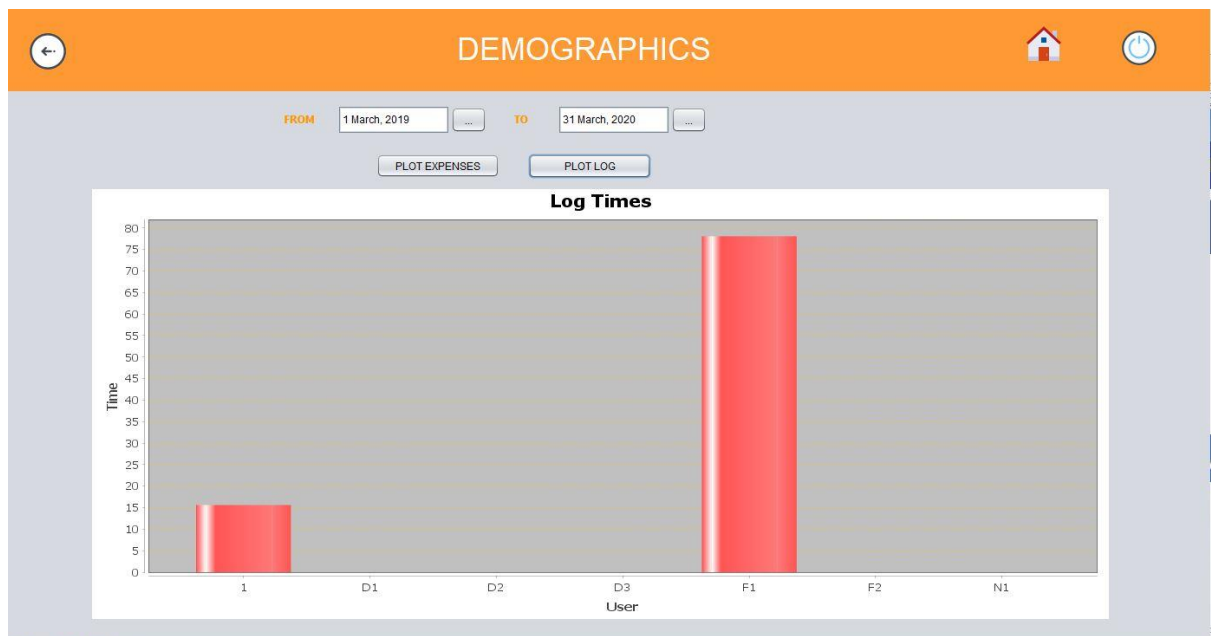 DEMOGRAPHICS
FROM 1 March, 2019 ... TO 31 March, 2020 ...
PLOT EXPENSES PLOT LOG
Log Times
80
75
70
65
60
55
50
45
40
35
30
25
20
15
10
5
0
Time
1 D1 D2 D3 F1 F2 N1
User